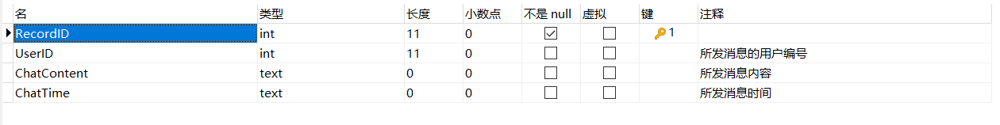 名 类型 长度 小数点 不是 null 虚拟 键 注释
RecordID int 11 0 1
UserID int 11 0 所发消息的用户编号
ChatContent text 0 0 所发消息内容
ChatTime text 0 0 所发消息时间